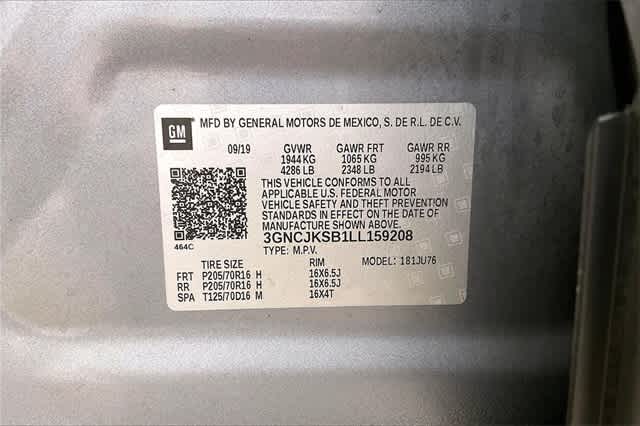 GM MFD BY GENERAL MOTORS DE MEXICO, S. DE R.L. DE C.V.
09/19 GVWR GAWR FRT GAWR RR
1944 KG 1065 KG 995 KG
4286 LB 2348 LB 2194 LB
THIS VEHICLE CONFORMS TO ALL
APPLICABLE U.S. FEDERAL MOTOR
VEHICLE SAFETY AND THEFT PREVENTION
STANDARDS IN EFFECT ON THE DATE OF
MANUFACTURE SHOWN ABOVE.
464C 3GNCJKSB1LL159208
TYPE: M.P.V. MODEL: 181JU76
TIRE SIZE RIM
FRT P205/70R16 H 16X6.5J
RR P205/70R16 H 16X6.5J
SPA T125/70D16 M 16X4T